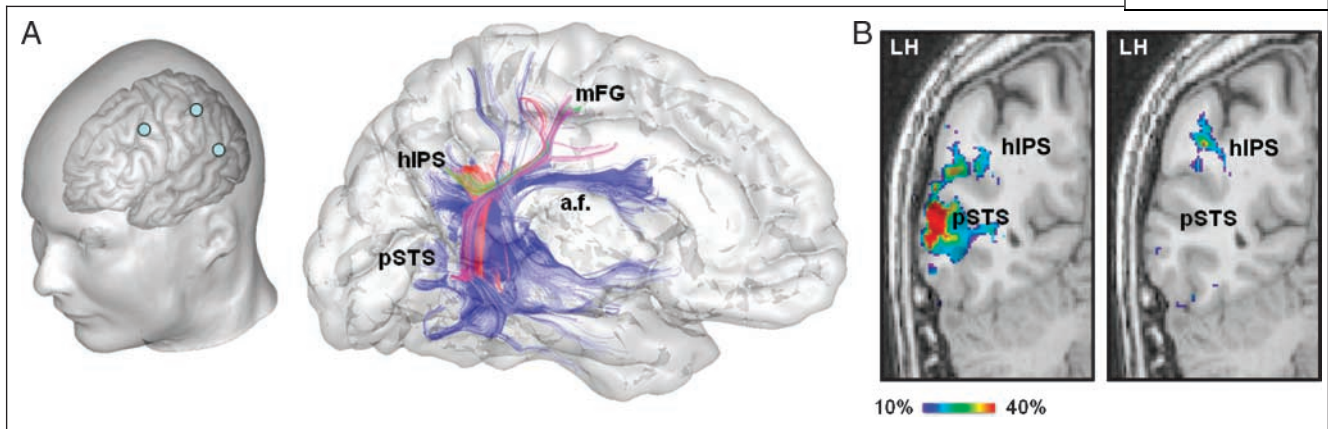 A
mFG
hIPS
a.f.
pSTS
B
LH
hIPS
pSTS
LH
hIPS
pSTS
10%
40%